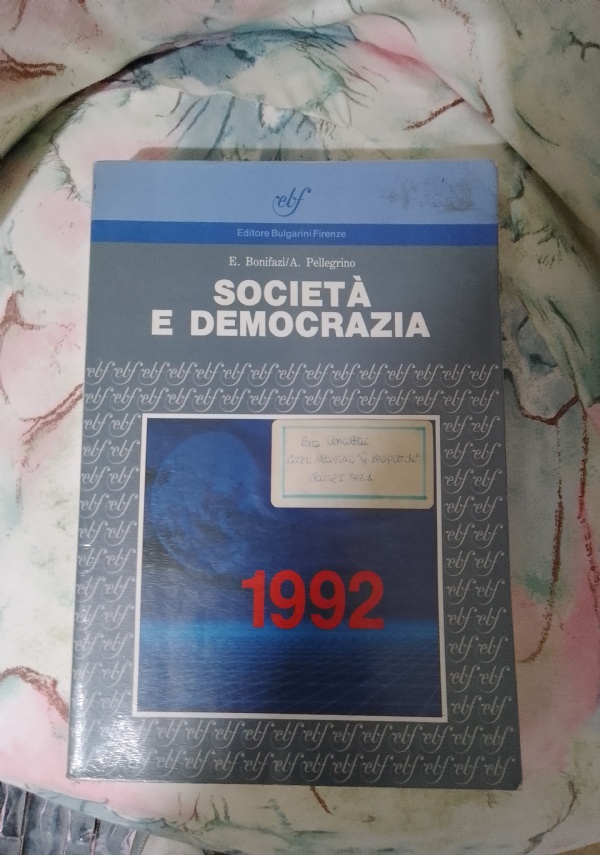 ebf
Editore Bulgarini Firenze
E. Bonifazi/A. Pellegrino
SOCIETÀ
E DEMOCRAZIA
1992